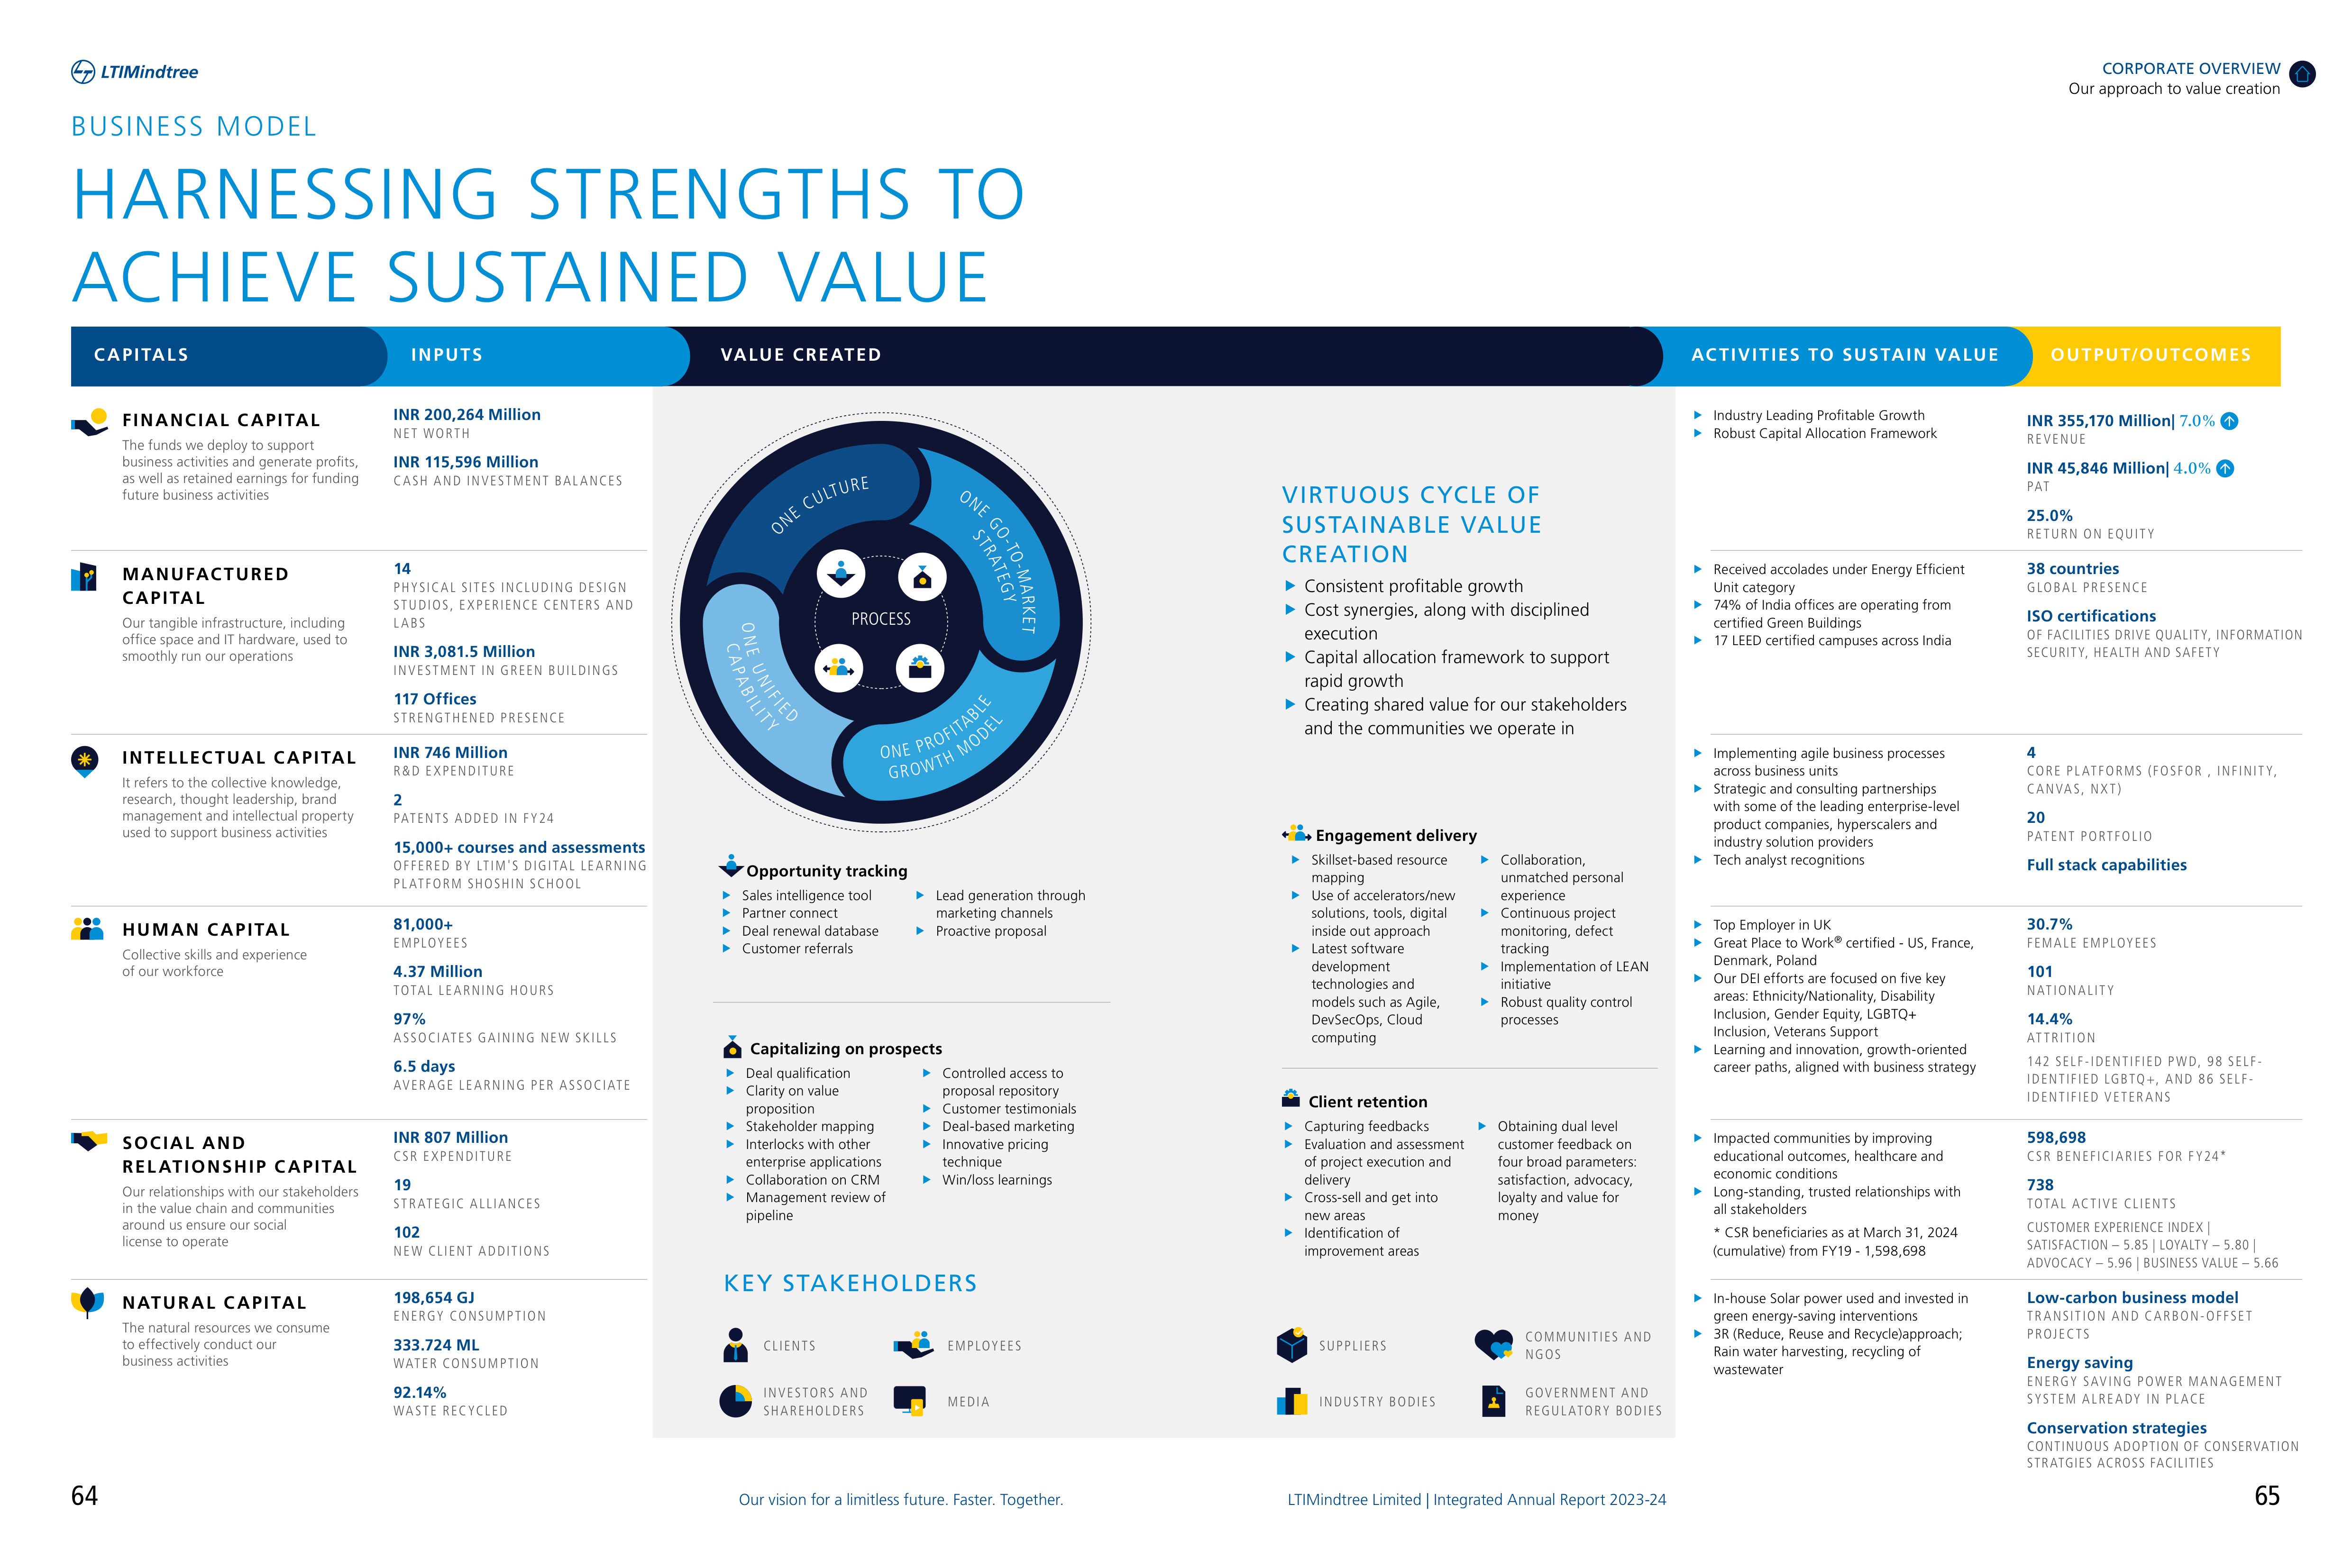 LTIMindtree
CORPORATE OVERVIEW
Our approach to value creation
BUSINESS MODEL
HARNESSING STRENGTHS TO
ACHIEVE SUSTAINED VALUE
CAPITALS
INPUTS
VALUE CREATED
ACTIVITIES TO SUSTAIN VALUE
OUTPUT/OUTCOMES
FINANCIAL CAPITAL
The funds we deploy to support
business activities and generate profits,
as well as retained earnings for funding
future business activities
INR 200,264 Million
NET WORTH
INR 115,596 Million
CASH AND INVESTMENT BALANCES
MANUFACTURED
CAPITAL
Our tangible infrastructure, including
office space and IT hardware, used to
smoothly run our operations
14
PHYSICAL SITES INCLUDING DESIGN
STUDIOS, EXPERIENCE CENTERS AND
LABS
INR 3,081.5 Million
INVESTMENT IN GREEN BUILDINGS
117 Offices
STRENGTHENED PRESENCE
INTELLECTUAL CAPITAL
It refers to the collective knowledge,
research, thought leadership, brand
management and intellectual property
used to support business activities
INR 746 Million
R&D EXPENDITURE
2
PATENTS ADDED IN FY24
15,000+ courses and assessments
OFFERED BY LTIM'S DIGITAL LEARNING
PLATFORM SHOSHIN SCHOOL
HUMAN CAPITAL
Collective skills and experience
of our workforce
81,000+
EMPLOYEES
4.37 Million
TOTAL LEARNING HOURS
97%
ASSOCIATES GAINING NEW SKILLS
6.5 days
AVERAGE LEARNING PER ASSOCIATE
SOCIAL AND
RELATIONSHIP CAPITAL
Our relationships with our stakeholders
in the value chain and communities
around us ensure our social
license to operate
INR 807 Million
CSR EXPENDITURE
19
STRATEGIC ALLIANCES
102
NEW CLIENT ADDITIONS
NATURAL CAPITAL
The natural resources we consume
to effectively conduct our
business activities
198,654 GJ
ENERGY CONSUMPTION
333.724 ML
WATER CONSUMPTION
92.14%
WASTE RECYCLED
ONE CULTURE
ONE GO-TO-MARKET
STRATEGY
PROCESS
ONE UNIFIED
CAPABILITY
ONE PROFITABLE
GROWTH MODEL
Opportunity tracking
Sales intelligence tool
Partner connect
Deal renewal database
Customer referrals
Lead generation through
marketing channels
Proactive proposal
Capitalizing on prospects
Deal qualification
Clarity on value
proposition
Stakeholder mapping
Interlocks with other
enterprise applications
Collaboration on CRM
Management review of
pipeline
Controlled access to
proposal repository
Customer testimonials
Deal-based marketing
Innovative pricing
technique
Win/loss learnings
VIRTUOUS CYCLE OF
SUSTAINABLE VALUE
CREATION
Consistent profitable growth
Cost synergies, along with disciplined
execution
Capital allocation framework to support
rapid growth
Creating shared value for our stakeholders
and the communities we operate in
Engagement delivery
Skillset-based resource
mapping
Use of accelerators/new
solutions, tools, digital
inside out approach
Latest software
development
technologies and
models such as Agile,
DevSecOps, Cloud
computing
Collaboration,
unmatched personal
experience
Continuous project
monitoring, defect
tracking
Implementation of LEAN
initiative
Robust quality control
processes
Client retention
Capturing feedbacks
Evaluation and assessment
of project execution and
delivery
Cross-sell and get into
new areas
Identification of
improvement areas
Obtaining dual level
customer feedback on
four broad parameters:
satisfaction, advocacy,
loyalty and value for
money
KEY STAKEHOLDERS
CLIENTS
EMPLOYEES
SUPPLIERS
COMMUNITIES AND
NGOS
INVESTORS AND
SHAREHOLDERS
MEDIA
INDUSTRY BODIES
GOVERNMENT AND
REGULATORY BODIES
Industry Leading Profitable Growth
Robust Capital Allocation Framework
INR 355,170 Million| 7.0%
REVENUE
INR 45,846 Million| 4.0%
PAT
25.0%
RETURN ON EQUITY
Received accolades under Energy Efficient
Unit category
74% of India offices are operating from
certified Green Buildings
17 LEED certified campuses across India
38 countries
GLOBAL PRESENCE
ISO certifications
OF FACILITIES DRIVE QUALITY, INFORMATION
SECURITY, HEALTH AND SAFETY
Implementing agile business processes
across business units
Strategic and consulting partnerships
with some of the leading enterprise-level
product companies, hyperscalers and
industry solution providers
Tech analyst recognitions
4
CORE PLATFORMS (FOSFOR , INFINITY,
CANVAS, NXT)
20
PATENT PORTFOLIO
Full stack capabilities
Top Employer in UK
Great Place to Work® certified - US, France,
Denmark, Poland
Our DEI efforts are focused on five key
areas: Ethnicity/Nationality, Disability
Inclusion, Gender Equity, LGBTQ+
Inclusion, Veterans Support
Learning and innovation, growth-oriented
career paths, aligned with business strategy
30.7%
FEMALE EMPLOYEES
101
NATIONALITY
14.4%
ATTRITION
142 SELF-IDENTIFIED PWD, 98 SELF-
IDENTIFIED LGBTQ+, AND 86 SELF-
IDENTIFIED VETERANS
Impacted communities by improving
educational outcomes, healthcare and
economic conditions
Long-standing, trusted relationships with
all stakeholders
* CSR beneficiaries as at March 31, 2024
(cumulative) from FY19 - 1,598,698
598,698
CSR BENEFICIARIES FOR FY24*
738
TOTAL ACTIVE CLIENTS
CUSTOMER EXPERIENCE INDEX |
SATISFACTION – 5.85 | LOYALTY – 5.80 |
ADVOCACY – 5.96 | BUSINESS VALUE – 5.66
In-house Solar power used and invested in
green energy-saving interventions
3R (Reduce, Reuse and Recycle)approach;
Rain water harvesting, recycling of
wastewater
Low-carbon business model
TRANSITION AND CARBON-OFFSET
PROJECTS
Energy saving
ENERGY SAVING POWER MANAGEMENT
SYSTEM ALREADY IN PLACE
Conservation strategies
CONTINUOUS ADOPTION OF CONSERVATION
STRATGIES ACROSS FACILITIES
64
Our vision for a limitless future. Faster. Together.
LTIMindtree Limited | Integrated Annual Report 2023-24
65